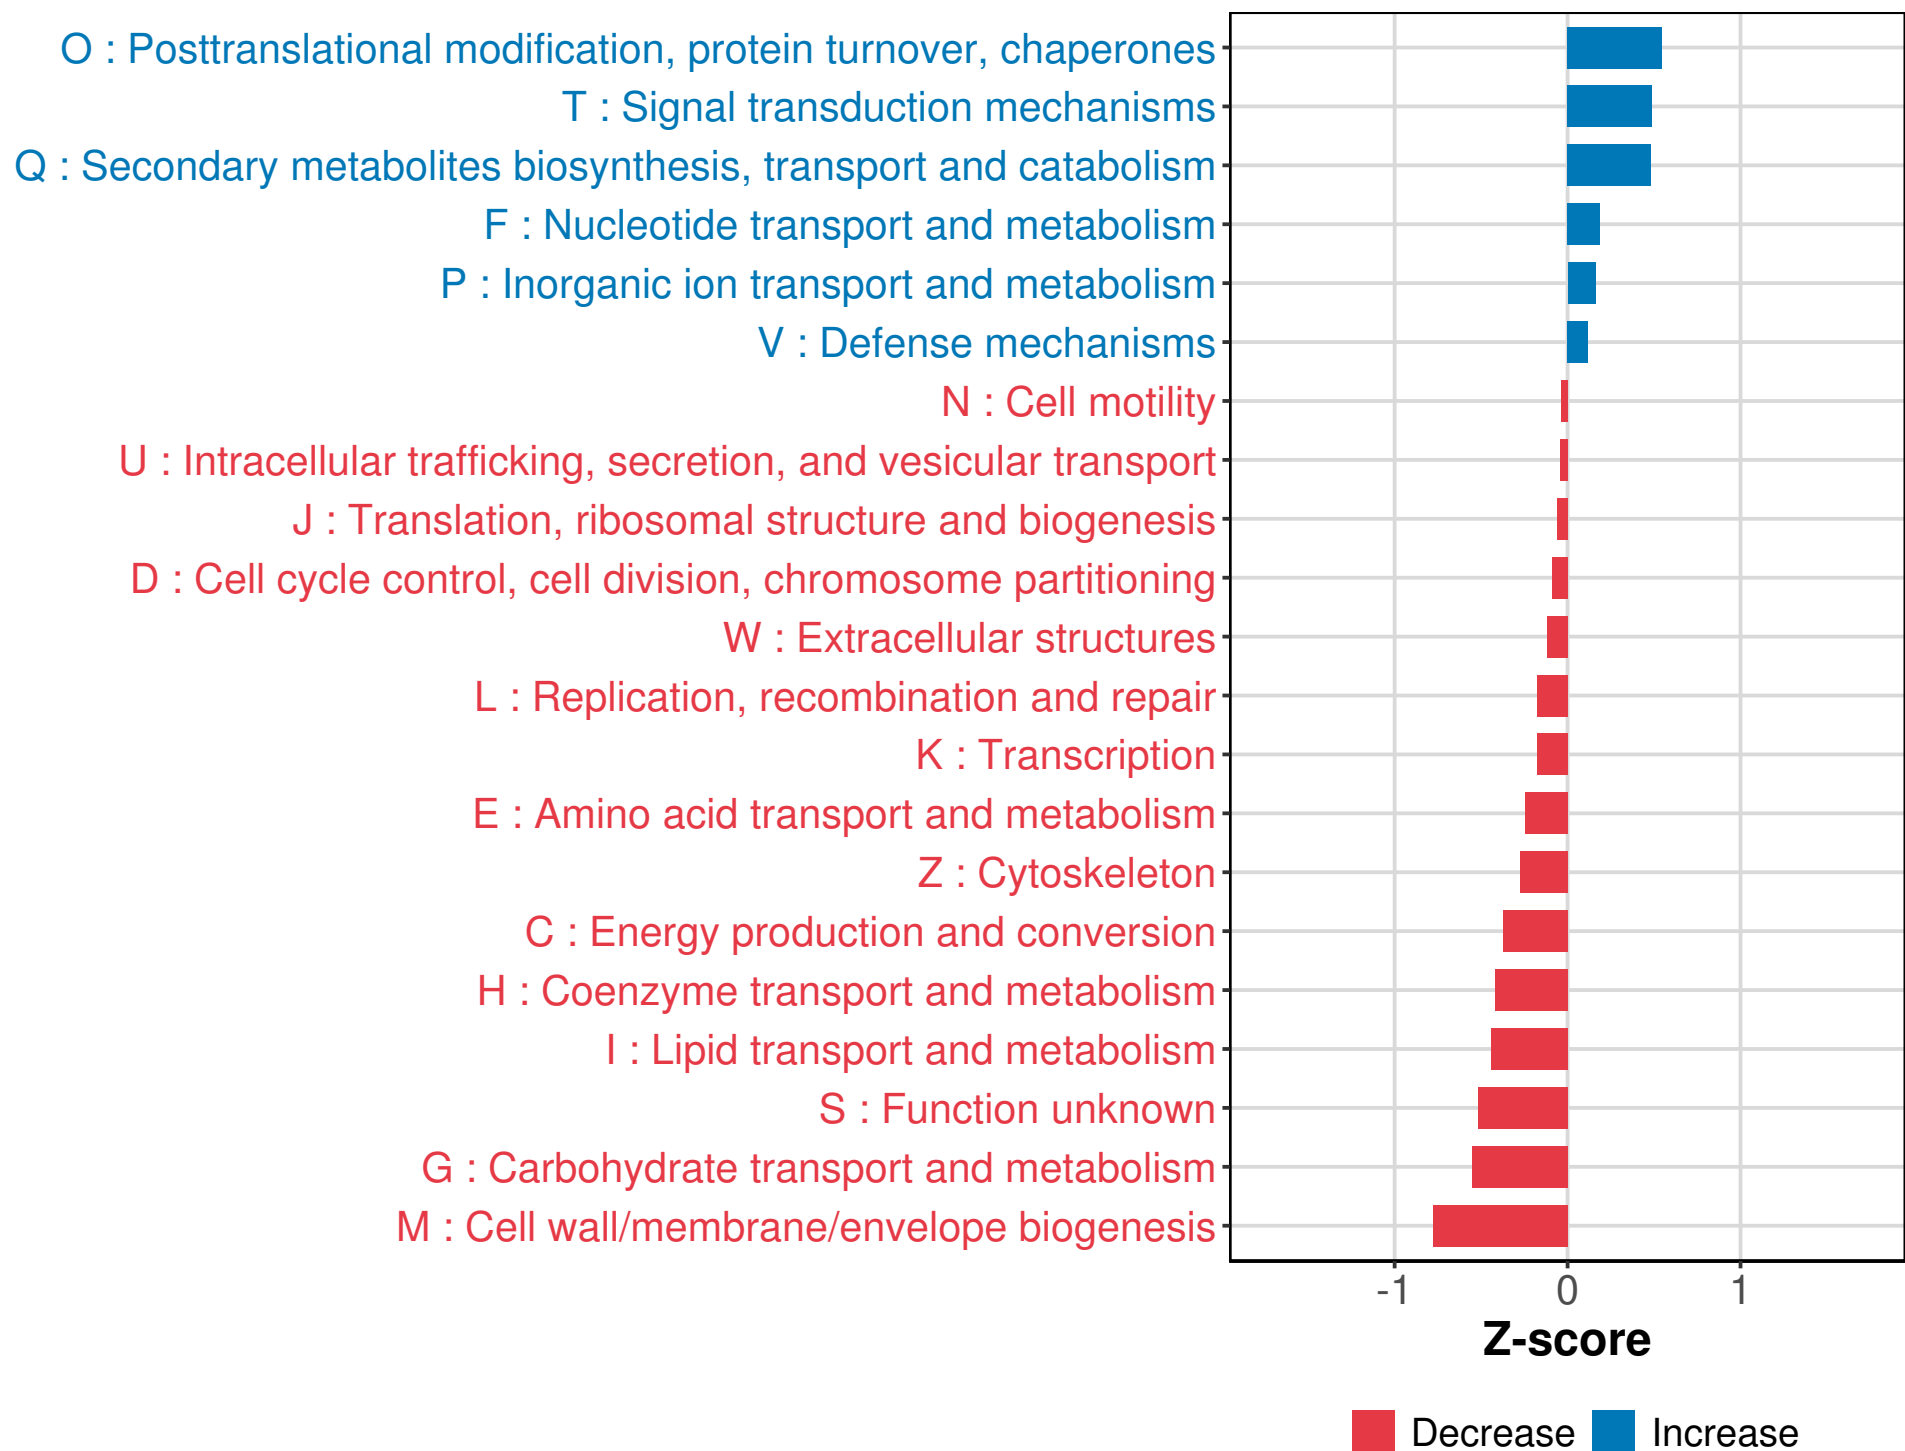 O : Posttranslational modification, protein turnover, chaperones
T : Signal transduction mechanisms
Q : Secondary metabolites biosynthesis, transport and catabolism
F : Nucleotide transport and metabolism
P : Inorganic ion transport and metabolism
V : Defense mechanisms
N : Cell motility
U : Intracellular trafficking, secretion, and vesicular transport
J : Translation, ribosomal structure and biogenesis
D : Cell cycle control, cell division, chromosome partitioning
W : Extracellular structures
L : Replication, recombination and repair
K : Transcription
E : Amino acid transport and metabolism
Z : Cytoskeleton
C : Energy production and conversion
H : Coenzyme transport and metabolism
I : Lipid transport and metabolism
S : Function unknown
G : Carbohydrate transport and metabolism
M : Cell wall/membrane/envelope biogenesis
-1 0 1
Z-score
Decrease Increase